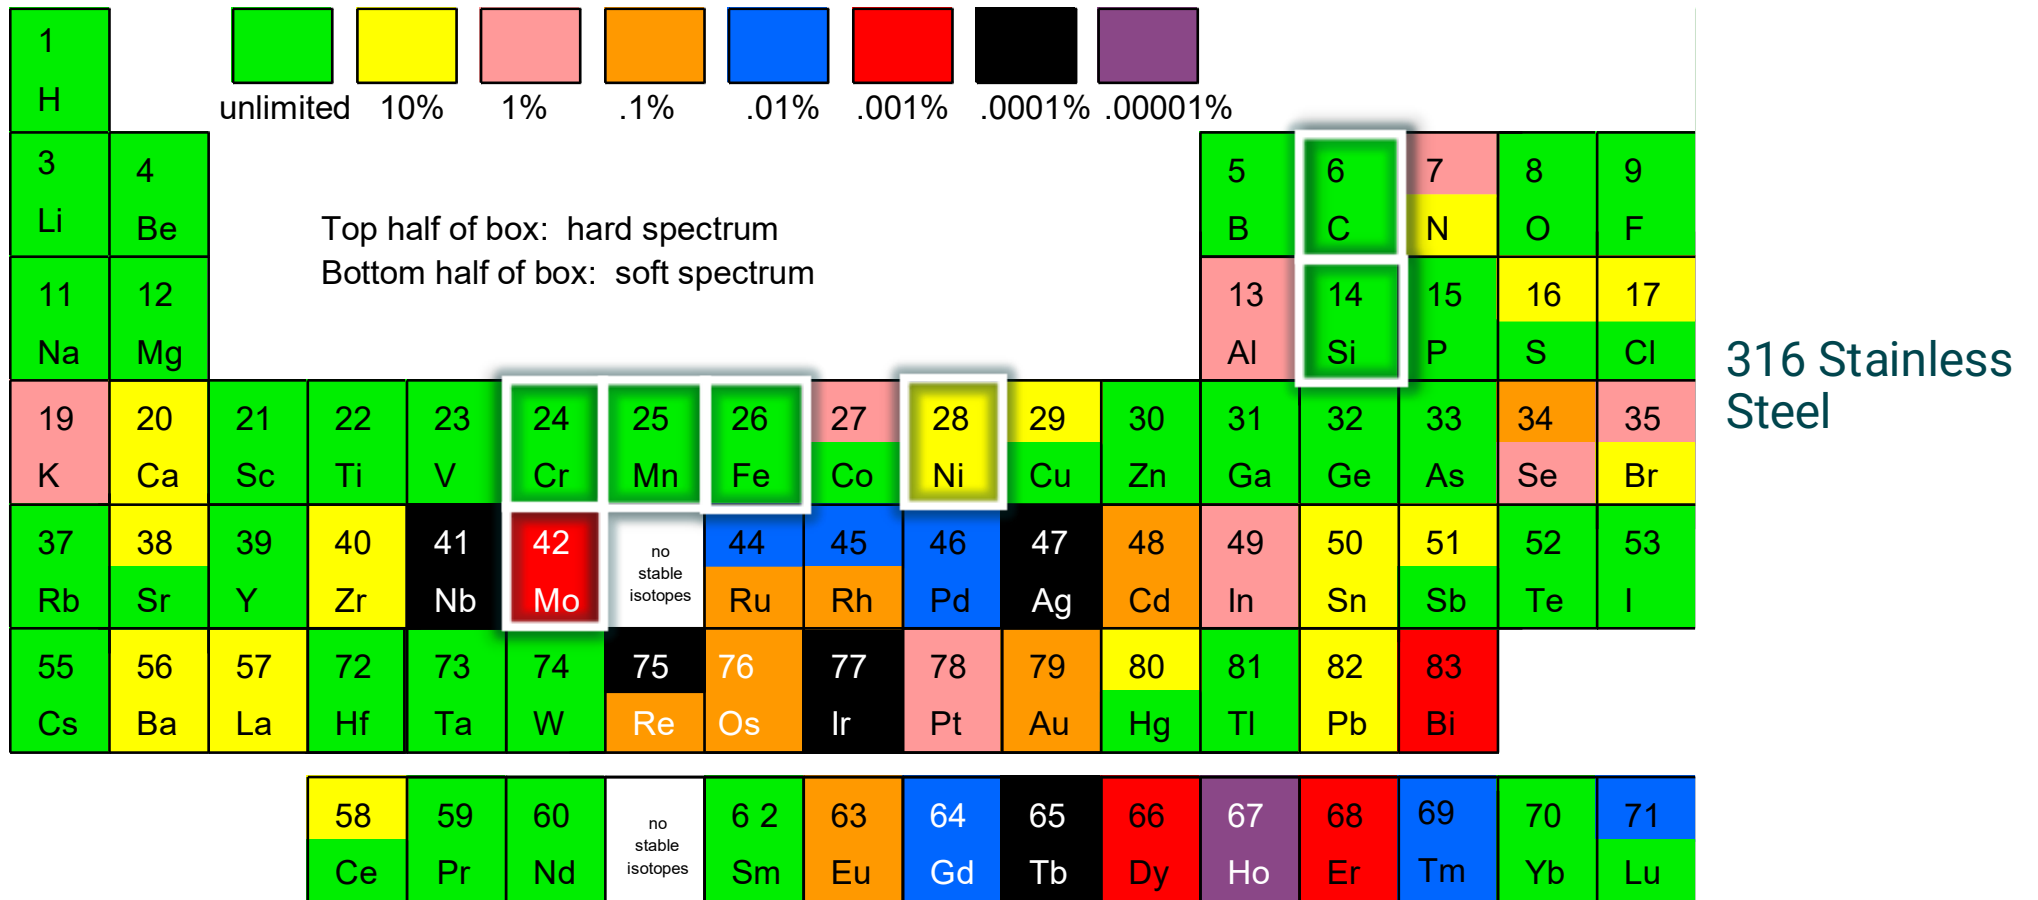 1
H
unlimited 10% 1% .1% .01% .001% .0001% .00001%
3 4 5 6 7 8 9
Li Be B C N O F
Top half of box: hard spectrum
Bottom half of box: soft spectrum
11 12 13 14 15 16 17
Na Mg Al Si P S Cl
316 Stainless
Steel
19 20 21 22 23 24 25 26 27 28 29 30 31 32 33 34 35
K Ca Sc Ti V Cr Mn Fe Co Ni Cu Zn Ga Ge As Se Br
37 38 39 40 41 42 44 45 46 47 48 49 50 51 52 53
no
stable
isotopes
Rb Sr Y Zr Nb Mo Ru Rh Pd Ag Cd In Sn Sb Te I
55 56 57 72 73 74 75 76 77 78 79 80 81 82 83
Cs Ba La Hf Ta W Re Os Ir Pt Au Hg Tl Pb Bi
58 59 60 6 2 63 64 65 66 67 68 69 70 71
no
stable
isotopes
Ce Pr Nd Sm Eu Gd Tb Dy Ho Er Tm Yb Lu